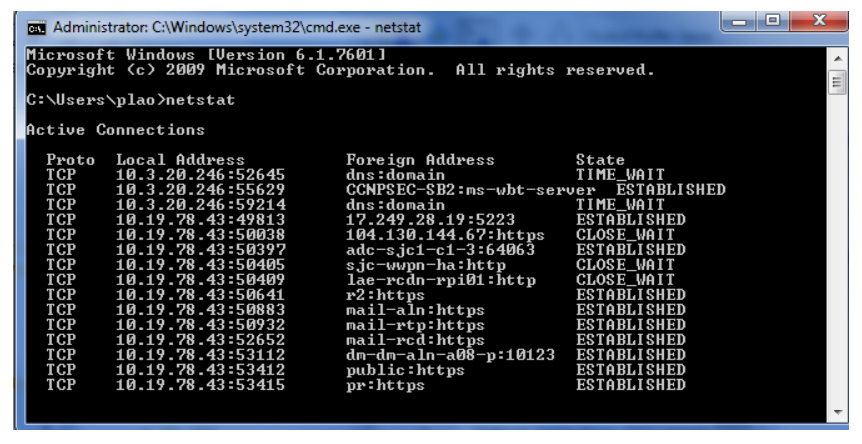 Administrator: C:\Windows\system32\cmd.exe - netstat
Microsoft Windows [Version 6.1.7601]
Copyright (c) 2009 Microsoft Corporation.  All rights reserved.
C:\Users\plao>netstat
Active Connections
Proto  Local Address          Foreign Address        State
TCP    10.3.20.246:52645      dns:domain             TIME_WAIT
TCP    10.3.20.246:55629      CCNPSEC-SB2:ms-wbt-server  ESTABLISHED
TCP    10.3.20.246:59214      dns:domain             TIME_WAIT
TCP    10.19.78.43:49813      17.249.28.19:5223      ESTABLISHED
TCP    10.19.78.43:50038      104.130.144.67:https   CLOSE_WAIT
TCP    10.19.78.43:50397      adc-sjc1-c1-3:64063    ESTABLISHED
TCP    10.19.78.43:50405      sjc-wwpn-ha:http       CLOSE_WAIT
TCP    10.19.78.43:50409      lae-rcdn-rpi01:http    CLOSE_WAIT
TCP    10.19.78.43:50641      r2:https               ESTABLISHED
TCP    10.19.78.43:50883      mail-aln:https         ESTABLISHED
TCP    10.19.78.43:50932      mail-rtp:https         ESTABLISHED
TCP    10.19.78.43:52652      mail-rcd:https         ESTABLISHED
TCP    10.19.78.43:53112      dm-dm-aln-a08-p:10123  ESTABLISHED
TCP    10.19.78.43:53412      public:https           ESTABLISHED
TCP    10.19.78.43:53415      pr:https               ESTABLISHED